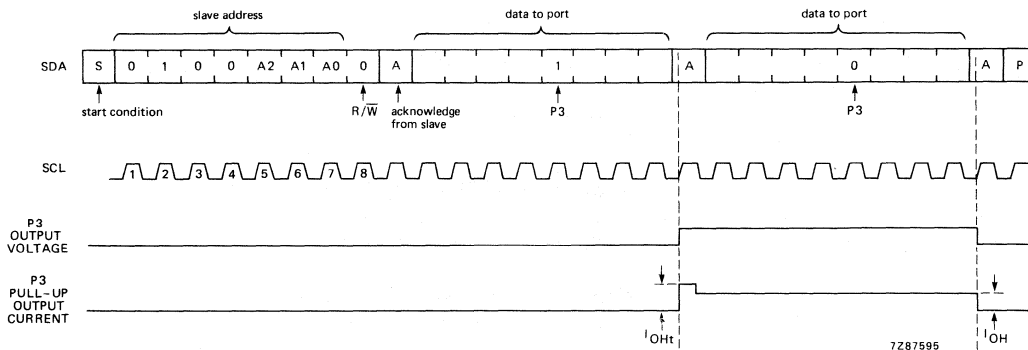 slave address
data to port
data to port
SDA
S 0 1 0 0 A2 A1 A0 0 A 1 A 0 A P
start condition
R/W̅
acknowledge
from slave
P3
P3
SCL
1 2 3 4 5 6 7 8
P3
OUTPUT
VOLTAGE
P3
PULL-UP
OUTPUT
CURRENT
IOHt
IOH
7Z87595